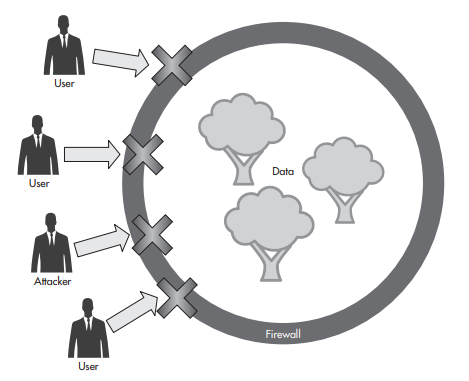 User
User
Data
Attacker
User
Firewall